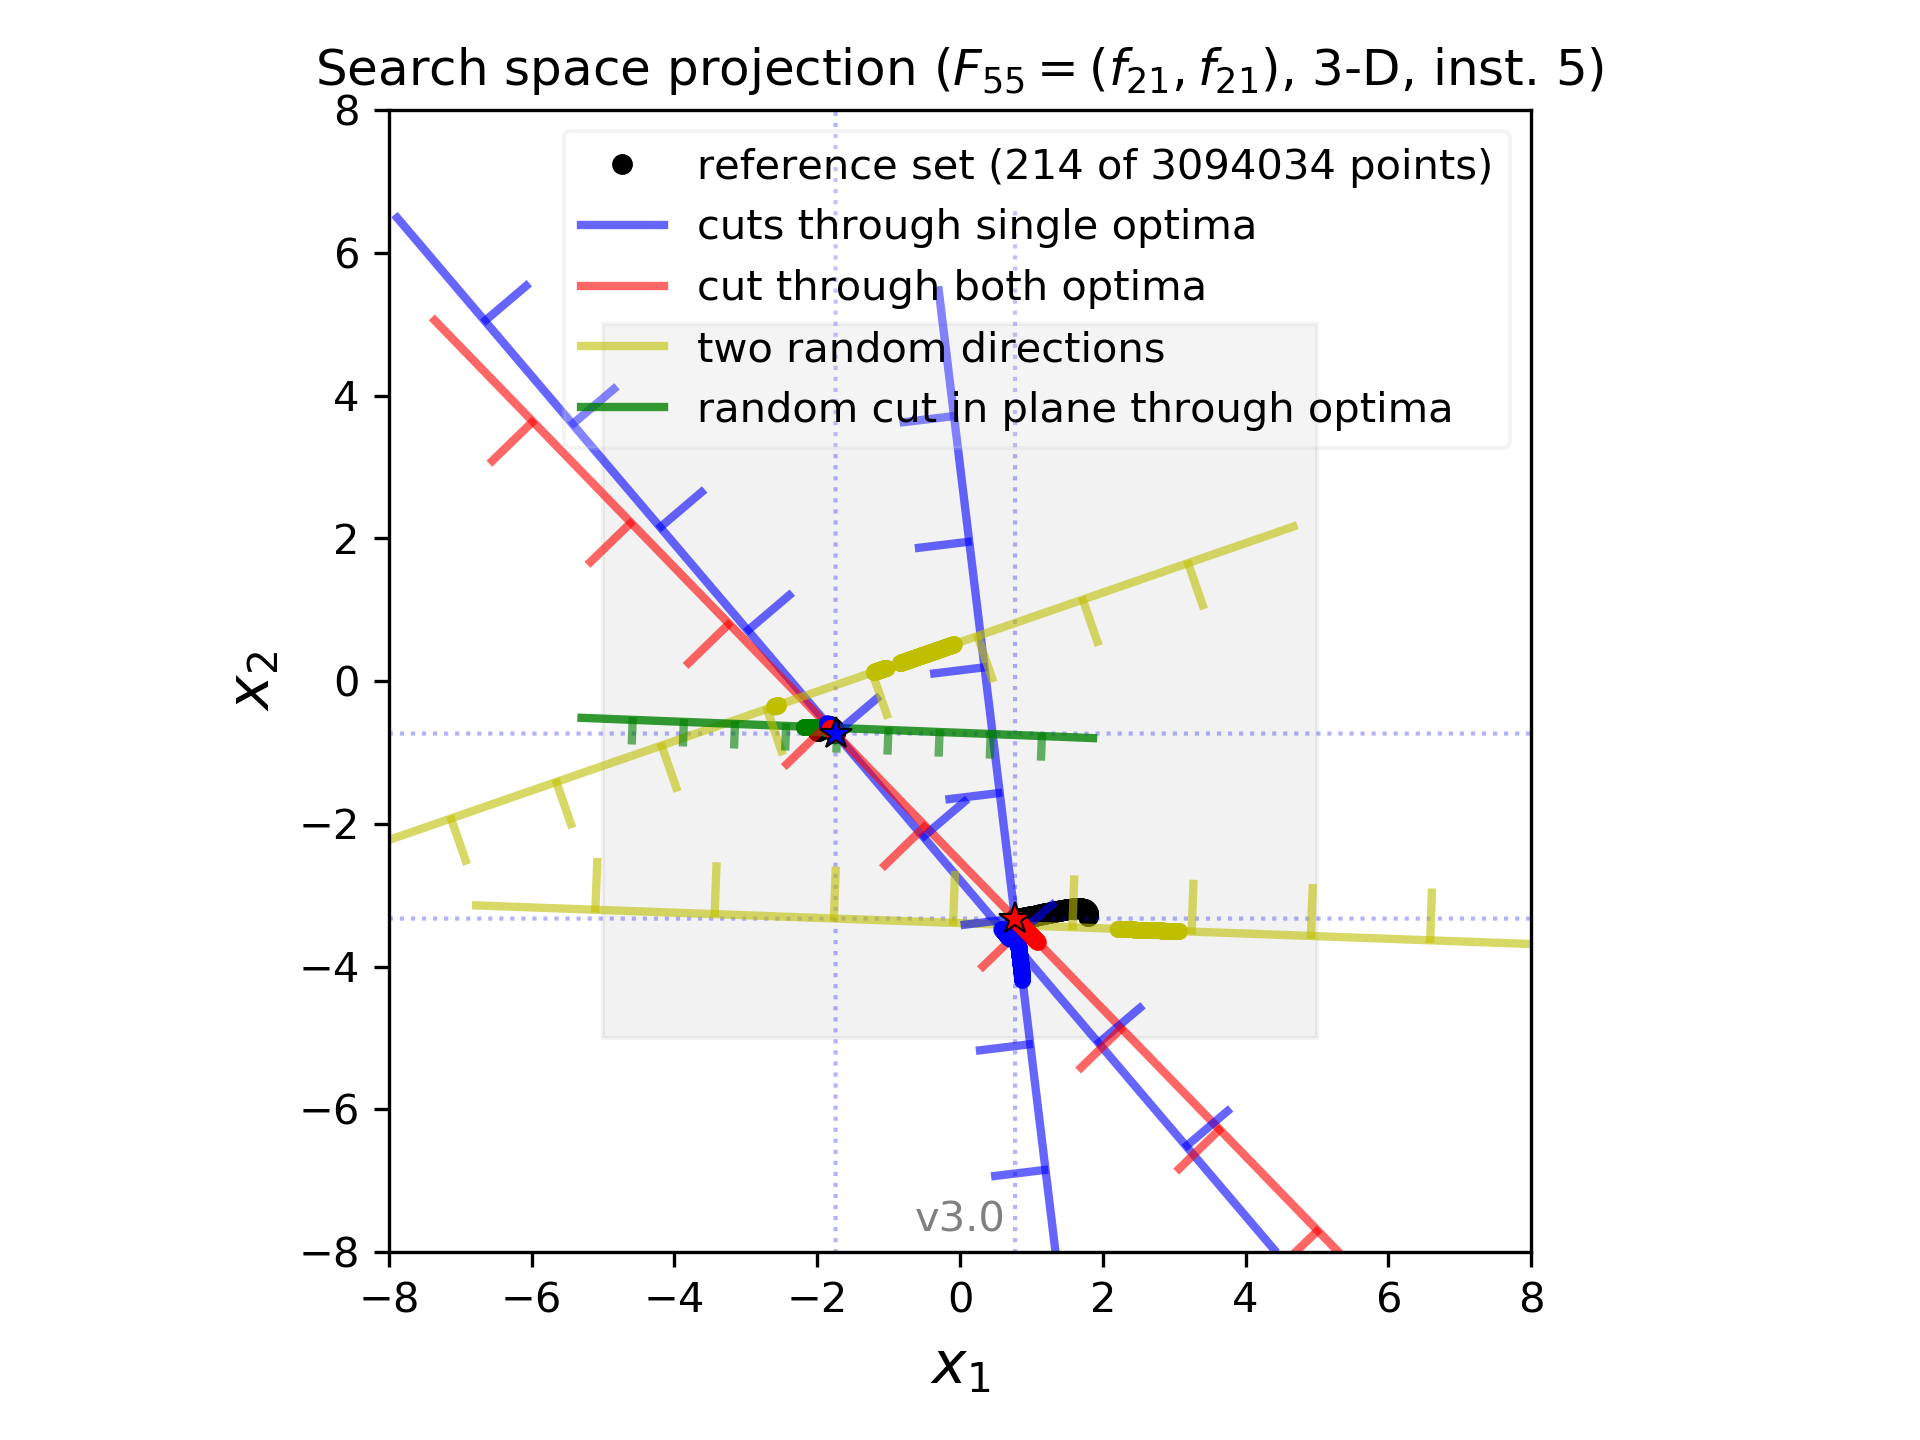 Search space projection (F55 = (f21, f21), 3-D, inst. 5)
reference set (214 of 3094034 points)
cuts through single optima
cut through both optima
two random directions
random cut in plane through optima
8
6
4
2
0
−2
−4
−6
−8
x2
v3.0
−8 −6 −4 −2 0 2 4 6 8
x1